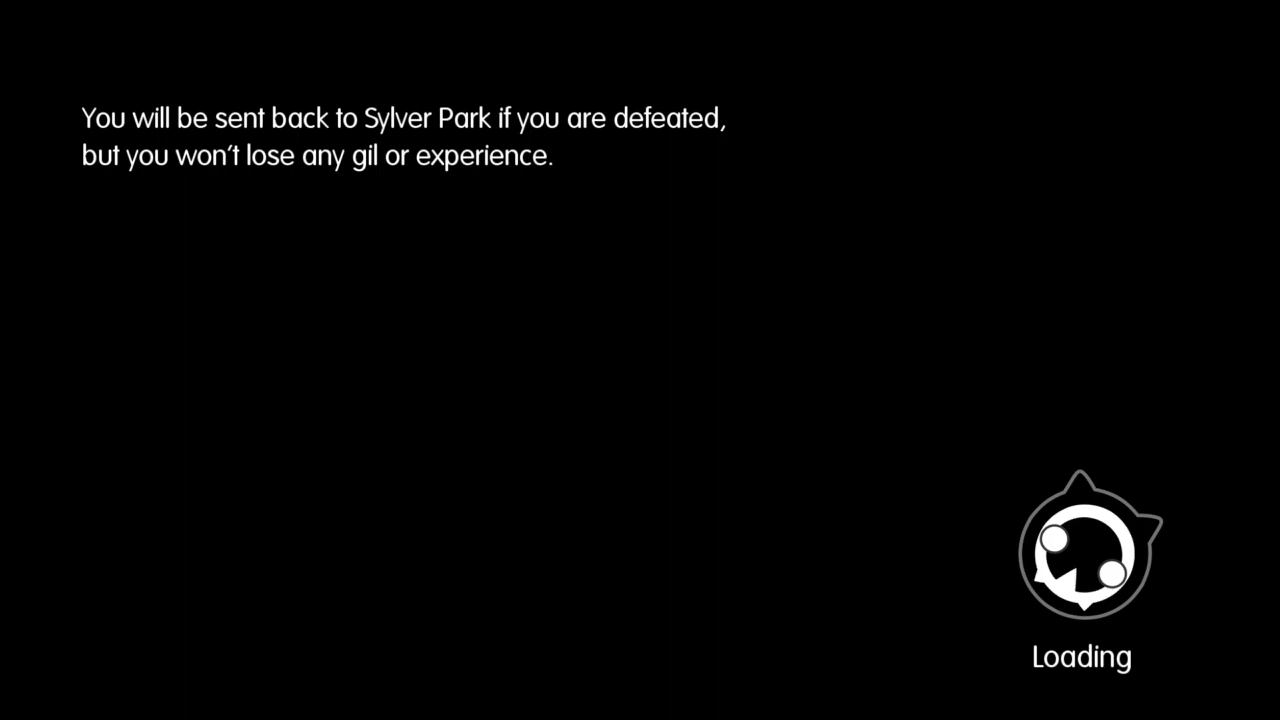 You will be sent back to Sylver Park if you are defeated,
but you won't lose any gil or experience.
Loading